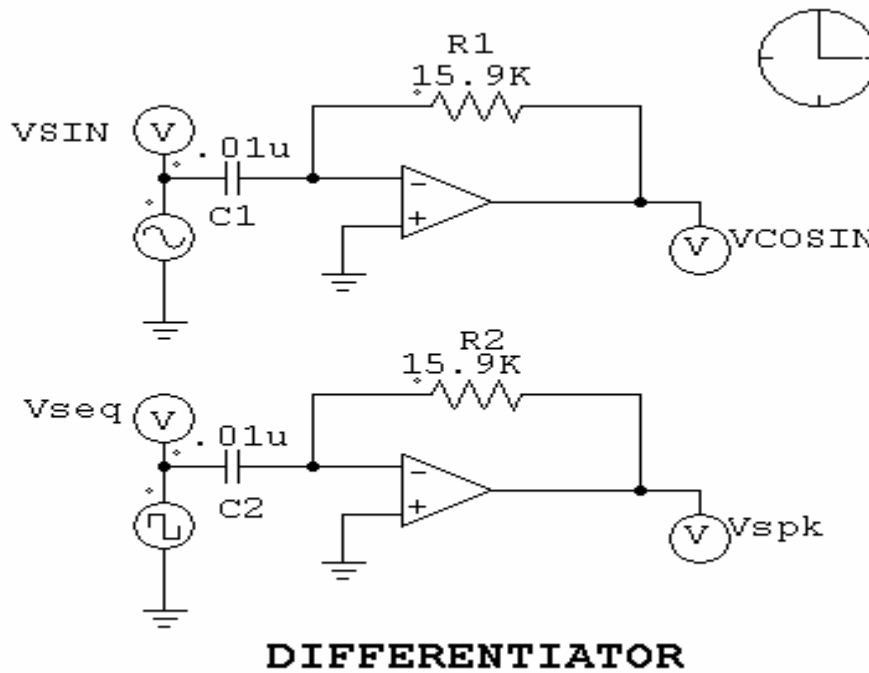 R1
15.9K
VSIN
V
.01u
C1
−
+
V
VCOSIN
R2
15.9K
Vseq
V
.01u
C2
−
+
V
Vspk
DIFFERENTIATOR